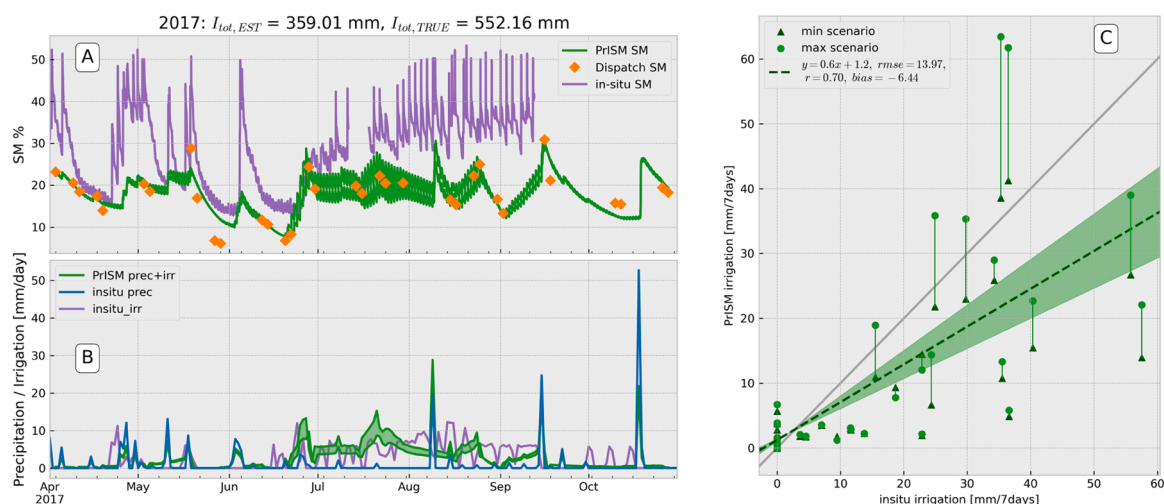 2017: I_{tot,EST} = 359.01 mm, I_{tot,TRUE} = 552.16 mm
A
PrISM SM
Dispatch SM
in-situ SM
SM %
50
40
30
20
10
B
PrISM prec+irr
insitu prec
insitu_irr
Precipitation / Irrigation [mm/day]
50
40
30
20
10
0
Apr
2017
May
Jun
Jul
Aug
Sep
Oct
C
min scenario
max scenario
y=0.6x+1.2, rmse=13.97,
r=0.70, bias=−6.44
PrISM irrigation [mm/7days]
60
50
40
30
20
10
0
0
10
20
30
40
50
60
insitu irrigation [mm/7days]